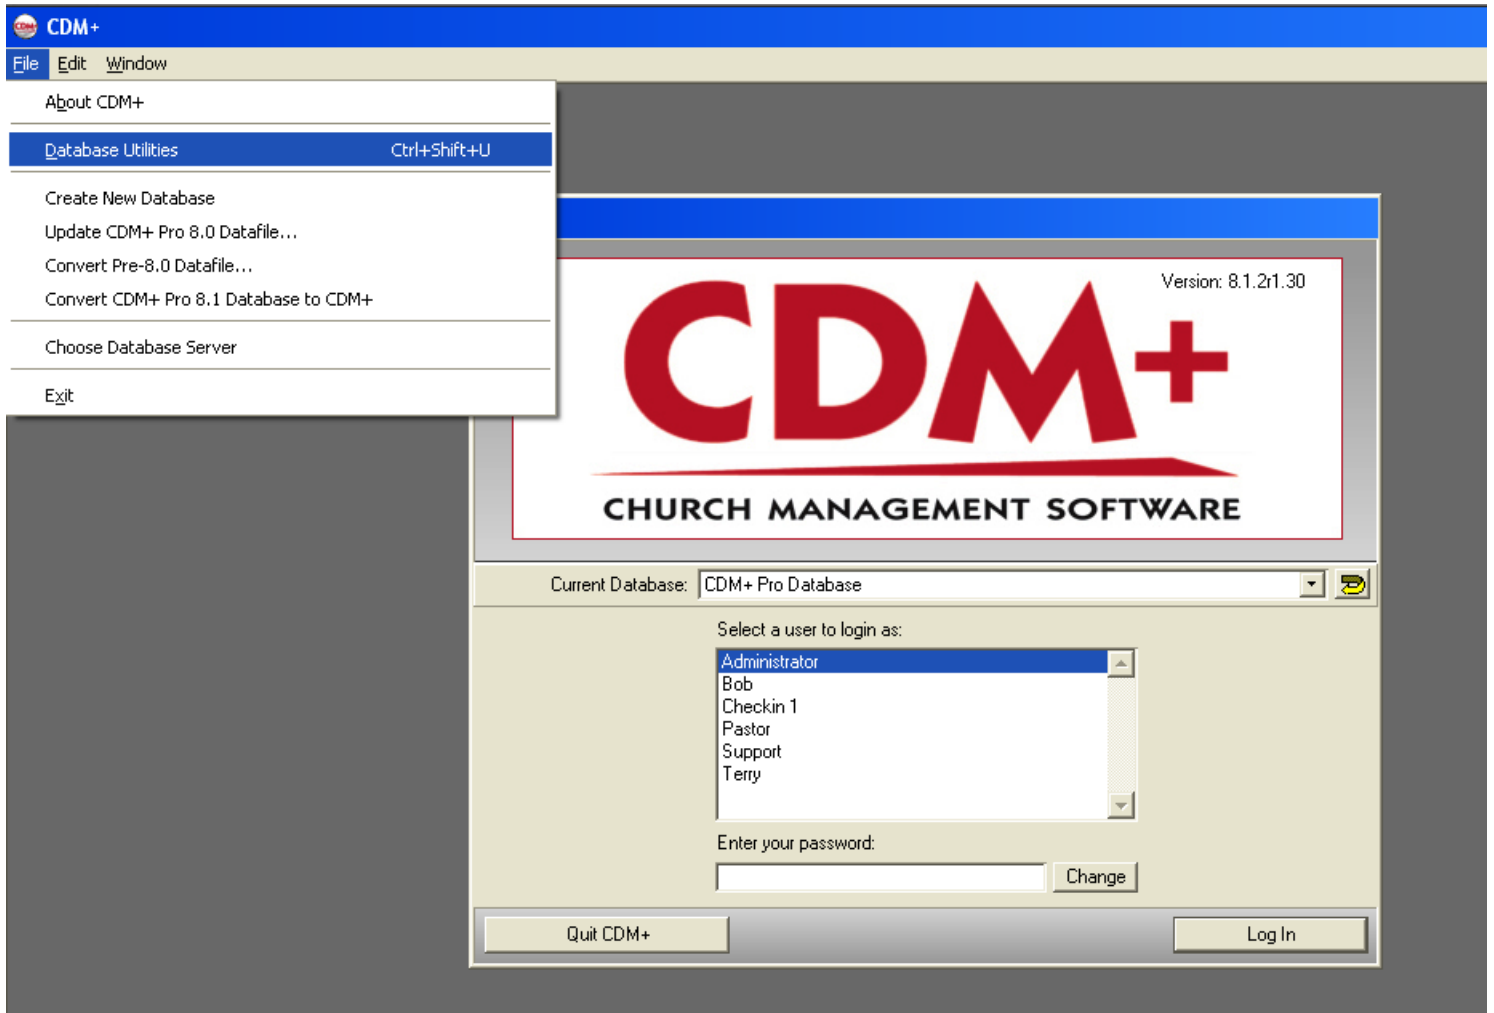 CDM+
File Edit Window
About CDM+
Database Utilities Ctrl+Shift+U
Create New Database
Update CDM+ Pro 8.0 Datafile...
Convert Pre-8.0 Datafile...
Convert CDM+ Pro 8.1 Database to CDM+
Choose Database Server
Exit
Version: 8.1.2r1.30
CDM+
CHURCH MANAGEMENT SOFTWARE
Current Database: CDM+ Pro Database
Select a user to login as:
Administrator
Bob
Checkin 1
Pastor
Support
Terry
Enter your password:
Change
Quit CDM+ Log In